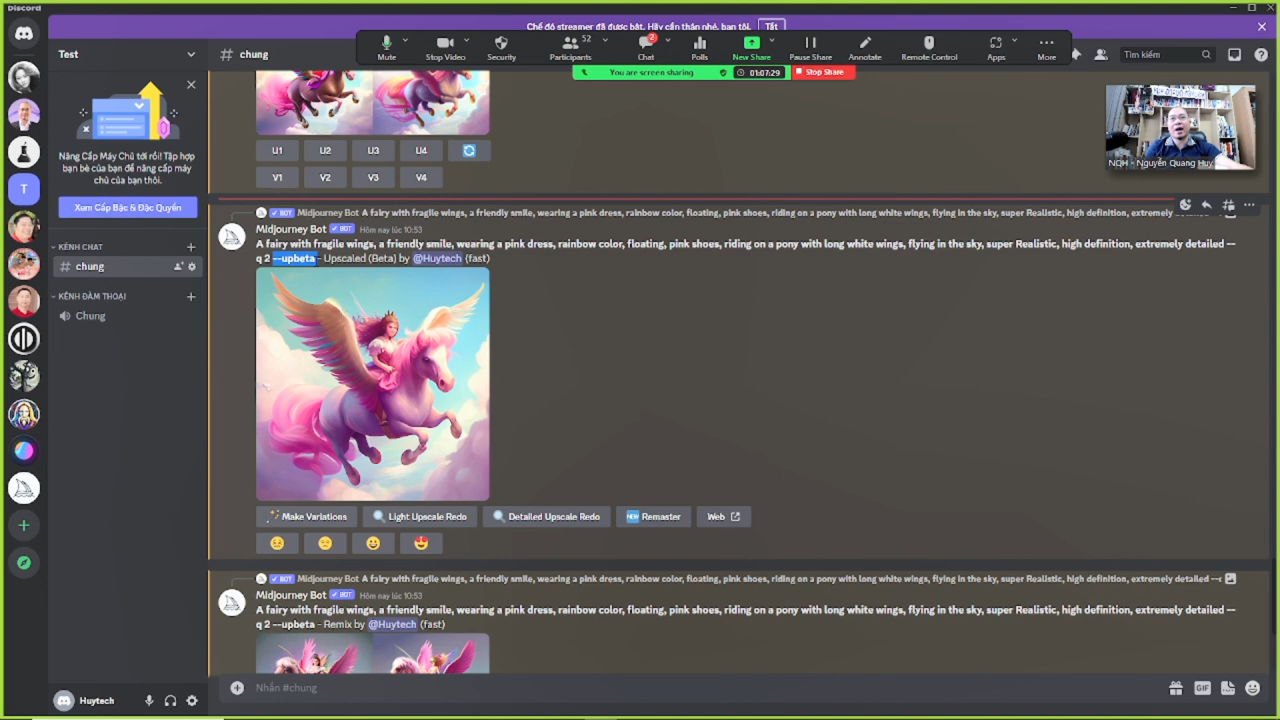 Discord
Chế độ streamer đã được bật. Hãy cẩn thận nhé, bạn tôi. Tắt
Test
# chung
Mute
Stop Video
Security
52
Participants
2
Chat
Polls
New Share
Pause Share
Annotate
Remote Control
Apps
More
Tìm kiếm
You are screen sharing
01:07:29
Stop Share
Nâng Cấp Máy Chủ tới rồi! Tập hợp
bạn bè của bạn để nâng cấp máy
chủ của bạn thôi.
Xem Cấp Bậc & Đặc Quyền
KÊNH CHAT
# chung
KÊNH ĐÀM THOẠI
Chung
T
U1 U2 U3 U4
V1 V2 V3 V4
NQH - Nguyễn Quang Huy
BOT Midjourney Bot A fairy with fragile wings, a friendly smile, wearing a pink dress, rainbow color, floating, pink shoes, riding on a pony with long white wings, flying in the sky, super Realistic, high definition, extremely detailed
Midjourney Bot BOT Hôm nay lúc 10:53
A fairy with fragile wings, a friendly smile, wearing a pink dress, rainbow color, floating, pink shoes, riding on a pony with long white wings, flying in the sky, super Realistic, high definition, extremely detailed --
q 2 --upbeta - Upscaled (Beta) by @Huytech (fast)
Make Variations Light Upscale Redo Detailed Upscale Redo NEW Remaster Web
BOT Midjourney Bot A fairy with fragile wings, a friendly smile, wearing a pink dress, rainbow color, floating, pink shoes, riding on a pony with long white wings, flying in the sky, super Realistic, high definition, extremely detailed --
Midjourney Bot BOT Hôm nay lúc 10:53
A fairy with fragile wings, a friendly smile, wearing a pink dress, rainbow color, floating, pink shoes, riding on a pony with long white wings, flying in the sky, super Realistic, high definition, extremely detailed --
q 2 --upbeta - Remix by @Huytech (fast)
Nhắn #chung
GIF
Huytech